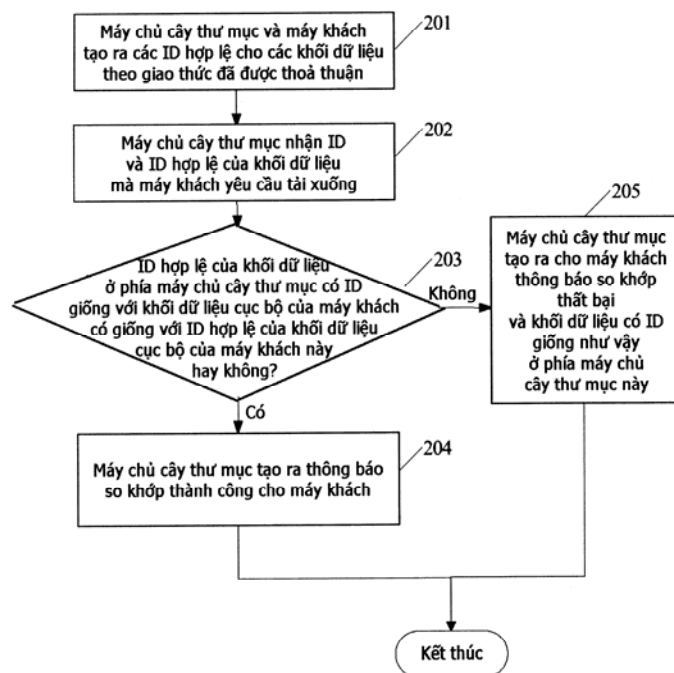 Máy chủ cây thư mục và máy khách
tạo ra các ID hợp lệ cho các khối dữ liệu
theo giao thức đã được thoả thuận
201
Máy chủ cây thư mục nhận ID
và ID hợp lệ của khối dữ liệu
mà máy khách yêu cầu tải xuống
202
ID hợp lệ của khối dữ liệu
ở phía máy chủ cây thư mục có ID
giống với khối dữ liệu cục bộ của máy khách
có giống với ID hợp lệ của khối dữ liệu
cục bộ của máy khách này
hay không?
203
Không
205
Máy chủ cây thư mục
tạo ra cho máy khách
thông báo so khớp
thất bại
và khối dữ liệu có ID
giống như vậy
ở phía máy chủ
cây thư mục này
Có
204
Máy chủ cây thư mục tạo ra thông báo
so khớp thành công cho máy khách
Kết thúc